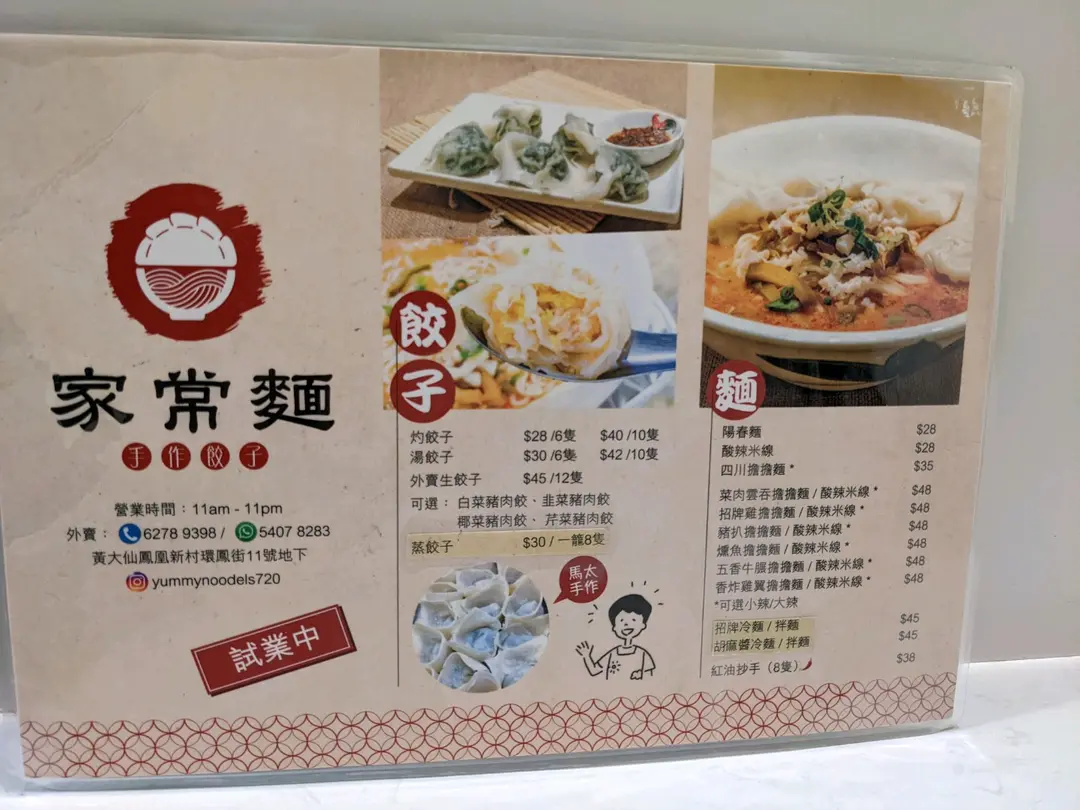 家常麵
手作餃子
營業時間：11am - 11pm
外賣： 6278 9398 / 5407 8283
黃大仙鳳凰新村環鳳街11號地下
yummynoodels720
試業中
餃子
灼餃子 $28 /6隻 $40 /10隻
湯餃子 $30 /6隻 $42 /10隻
外賣生餃子 $45 /12隻
可選： 白菜豬肉餃、韭菜豬肉餃
椰菜豬肉餃、芹菜豬肉餃
蒸餃子 $30 / 一籠8隻
馬太
手作
麵
陽春麵 $28
酸辣米線 $28
四川擔擔麵 * $35
菜肉雲吞擔擔麵 / 酸辣米線 * $48
招牌雞擔擔麵 / 酸辣米線 * $48
豬扒擔擔麵 / 酸辣米線 * $48
燻魚擔擔麵 / 酸辣米線 * $48
五香牛腸擔擔麵 / 酸辣米線 * $48
香炸雞翼擔擔麵 / 酸辣米線 * $48
*可選小辣/大辣
招牌冷麵 / 拌麵 $45
胡麻醬冷麵 / 拌麵 $45
紅油抄手（8隻） $38